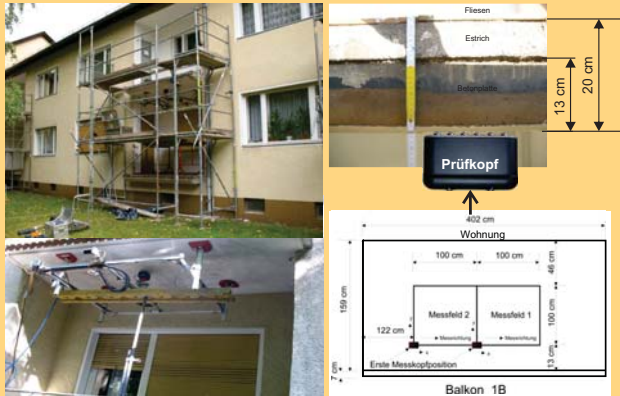 Fliesen
Estrich
Betonplatte
13 cm
20 cm
Prüfkopf
402 cm
Wohnung
100 cm
100 cm
46 cm
159 cm
Messfeld 2
Messfeld 1
100 cm
122 cm
Messrichtung
Messrichtung
Erste Messkopfposition
13 cm
7 cm
Balkon 1B